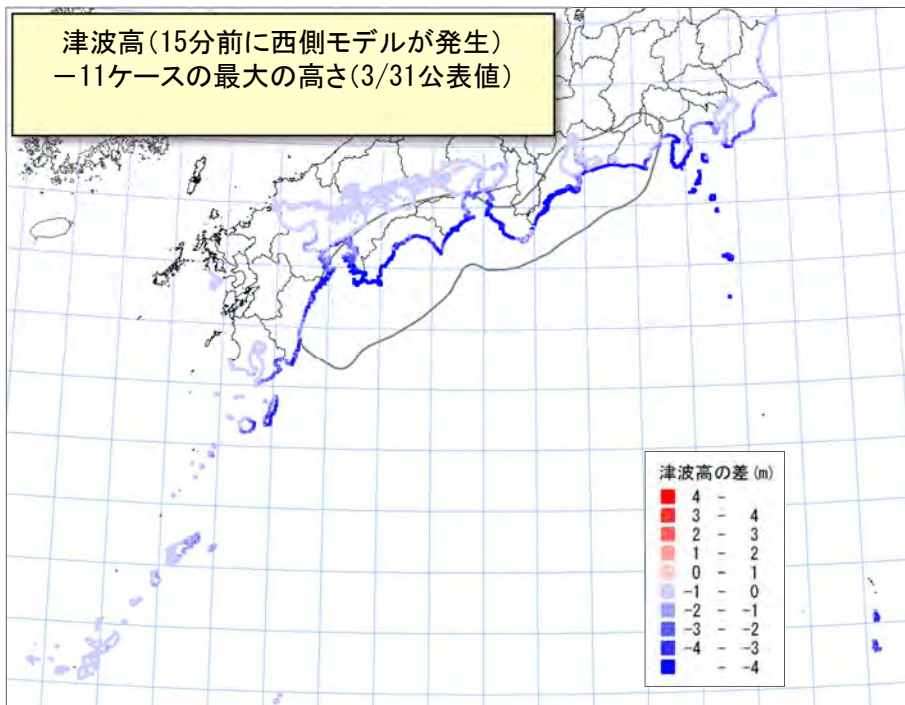 津波高(15分前に西側モデルが発生)
－11ケースの最大の高さ(3/31公表値)
津波高の差(m)
4 -
3 - 4
2 - 3
1 - 2
0 - 1
-1 - 0
-2 - -1
-3 - -2
-4 - -3
- -4